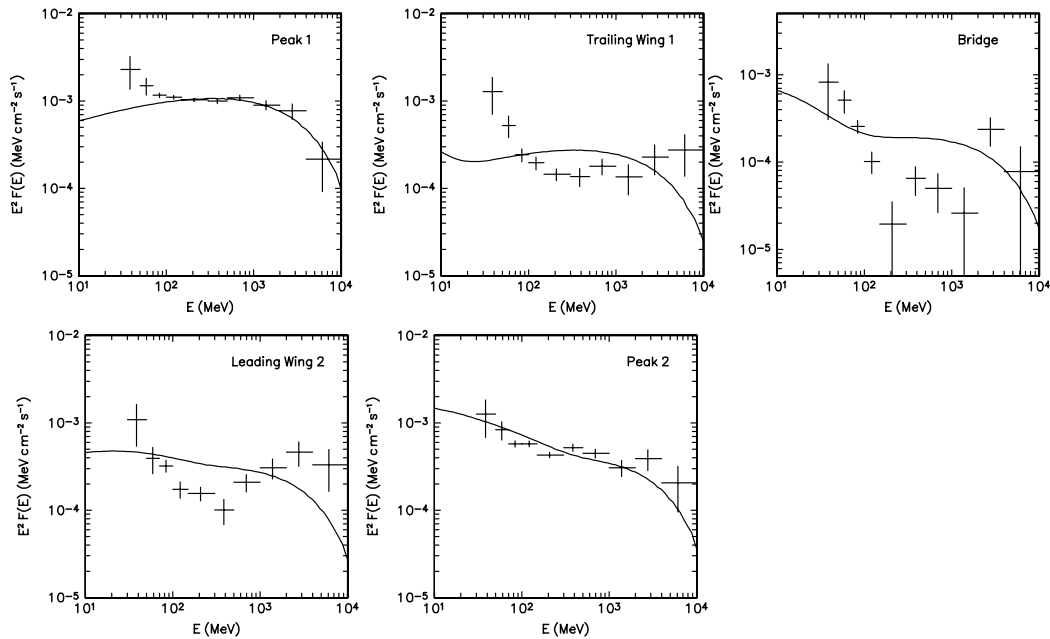 Peak 1
E² F(E) (MeV cm⁻² s⁻¹)
10⁻²
10⁻³
10⁻⁴
10⁻⁵
10¹ 10² 10³ 10⁴
E (MeV)
Trailing Wing 1
E² F(E) (MeV cm⁻² s⁻¹)
10⁻²
10⁻³
10⁻⁴
10⁻⁵
10¹ 10² 10³ 10⁴
E (MeV)
Bridge
E² F(E) (MeV cm⁻² s⁻¹)
10⁻³
10⁻⁴
10⁻⁵
10¹ 10² 10³ 10⁴
E (MeV)
Leading Wing 2
E² F(E) (MeV cm⁻² s⁻¹)
10⁻²
10⁻³
10⁻⁴
10⁻⁵
10¹ 10² 10³ 10⁴
E (MeV)
Peak 2
E² F(E) (MeV cm⁻² s⁻¹)
10⁻²
10⁻³
10⁻⁴
10⁻⁵
10¹ 10² 10³ 10⁴
E (MeV)